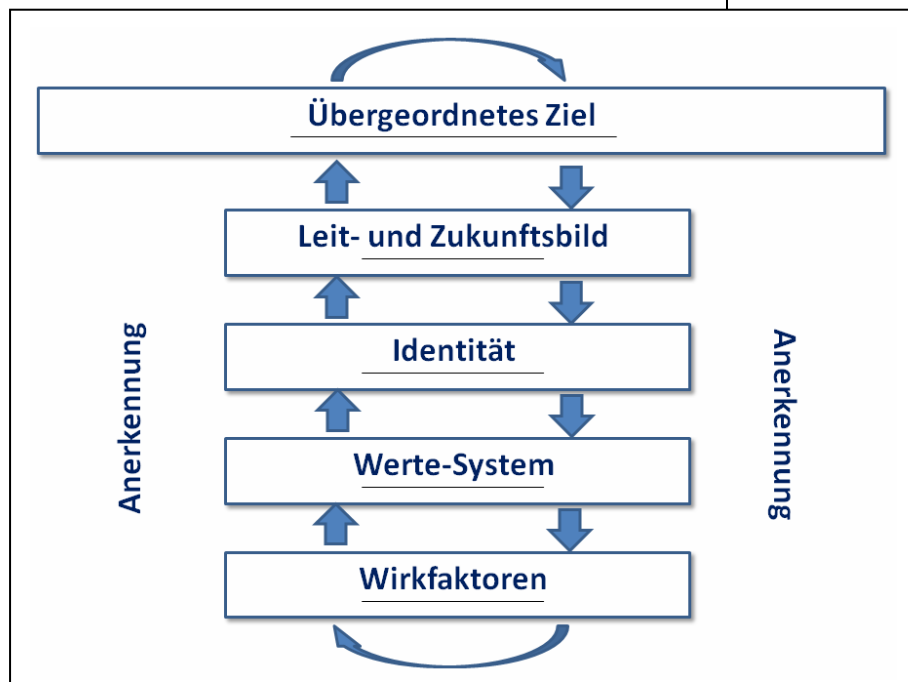 Übergeordnetes Ziel
Leit- und Zukunftsbild
Anerkennung
Identität
Anerkennung
Werte-System
Wirkfaktoren